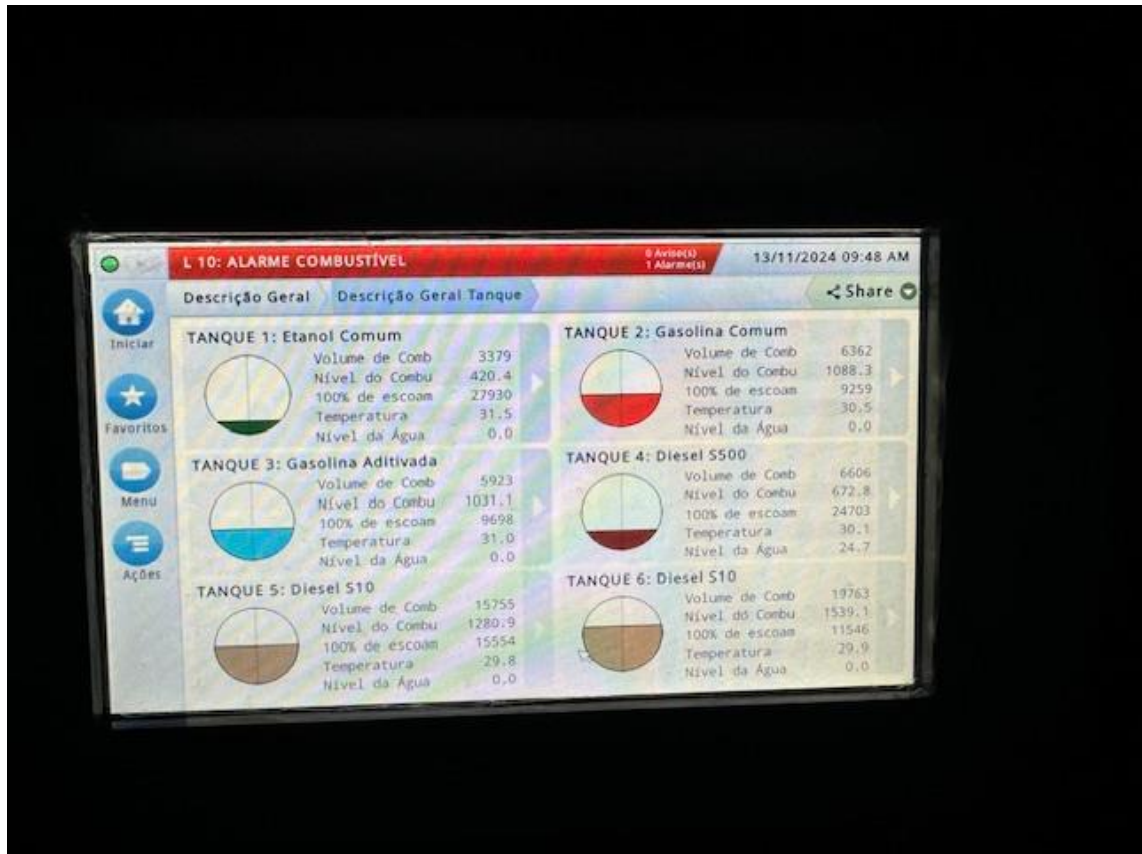 L 10: ALARME COMBUSTÍVEL
0 Aviso(s)
1 Alarme(s)
13/11/2024 09:48 AM
Descrição Geral
Descrição Geral Tanque
Share
Iniciar
Favoritos
Menu
Ações
TANQUE 1: Etanol Comum
Volume de Comb 3379
Nível do Combu 420.4
100% de escoam 27930
Temperatura 31.5
Nível da Água 0.0
TANQUE 2: Gasolina Comum
Volume de Comb 6362
Nível do Combu 1088.3
100% de escoam 9259
Temperatura 30.5
Nível da Água 0.0
TANQUE 3: Gasolina Aditivada
Volume de Comb 5923
Nível do Combu 1031.1
100% de escoam 9698
Temperatura 31.0
Nível da Água 0.0
TANQUE 4: Diesel S500
Volume de Comb 6606
Nível do Combu 672.8
100% de escoam 24703
Temperatura 30.1
Nível da Água 24.7
TANQUE 5: Diesel S10
Volume de Comb 15755
Nível do Combu 1280.9
100% de escoam 15554
Temperatura 29.8
Nível da Água 0.0
TANQUE 6: Diesel S10
Volume de Comb 19763
Nível do Combu 1539.1
100% de escoam 11546
Temperatura 29.9
Nível da Água 0.0